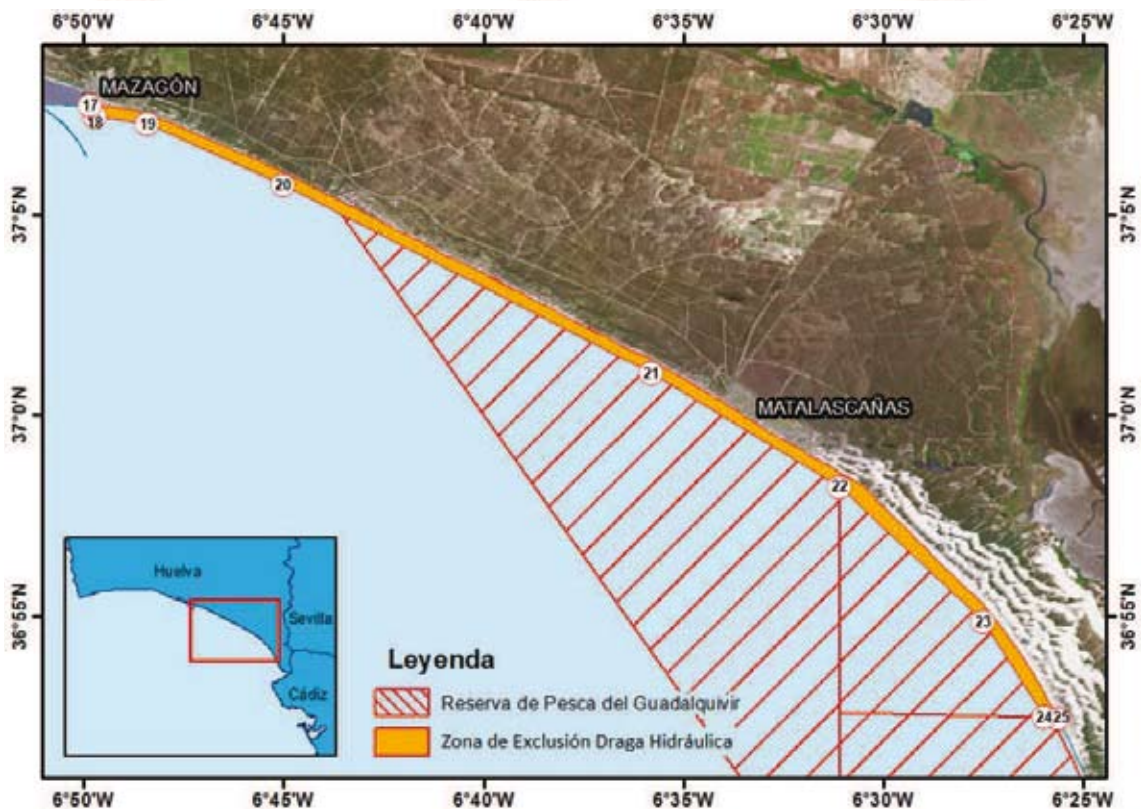 6°50'W 6°45'W 6°40'W 6°35'W 6°30'W 6°25'W
MAZAGÓN
17
18
19
20
37°5'N 37°5'N
21
MATALASCAÑAS
37°0'N 37°0'N
22
23
36°55'N 36°55'N
2425
Huelva
Sevilla
Cádiz
Leyenda
Reserva de Pesca del Guadalquivir
Zona de Exclusión Draga Hidráulica
6°50'W 6°45'W 6°40'W 6°35'W 6°30'W 6°25'W